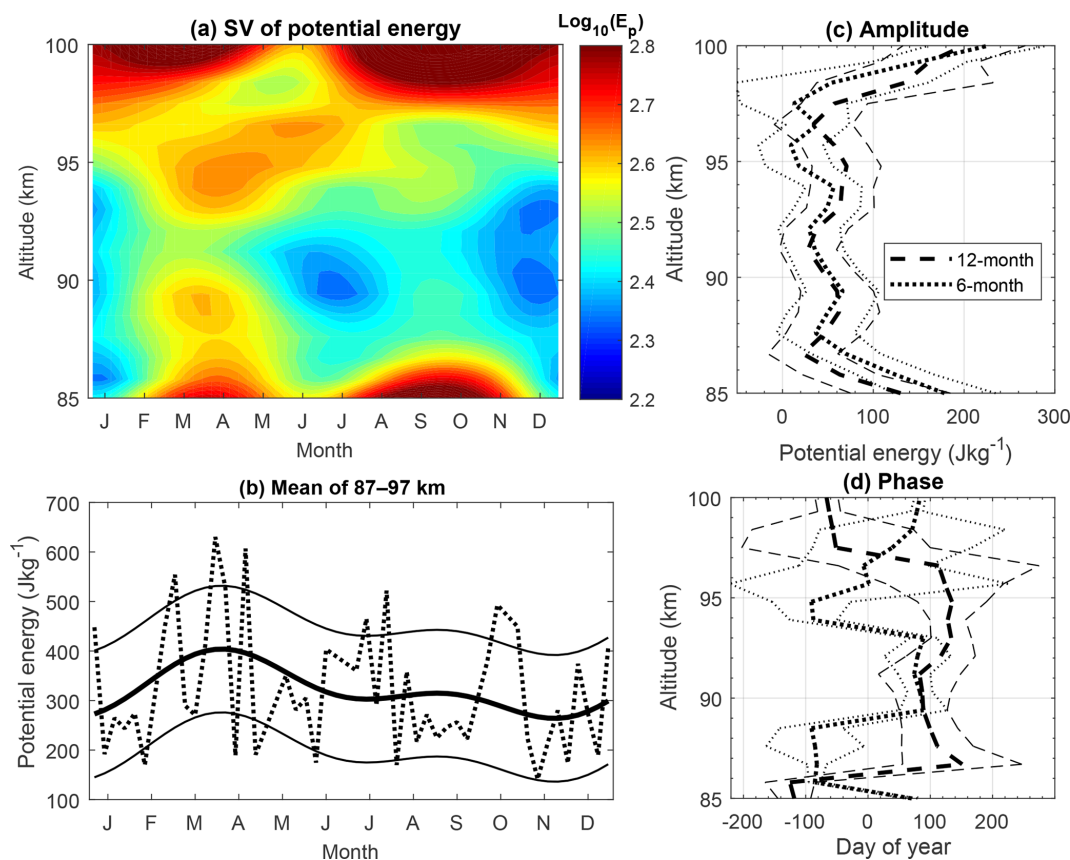 (a) SV of potential energy
Log10(Ep)
100
95
90
85
Altitude (km)
J F M A M J J A S O N D
Month
2.8
2.7
2.6
2.5
2.4
2.3
2.2
(c) Amplitude
100
95
90
85
Altitude (km)
12-month
6-month
0 100 200 300
Potential energy (Jkg-1)
(b) Mean of 87–97 km
700
600
500
400
300
200
100
Potential energy (Jkg-1)
J F M A M J J A S O N D
Month
(d) Phase
100
95
90
85
Altitude (km)
-200 -100 0 100 200
Day of year